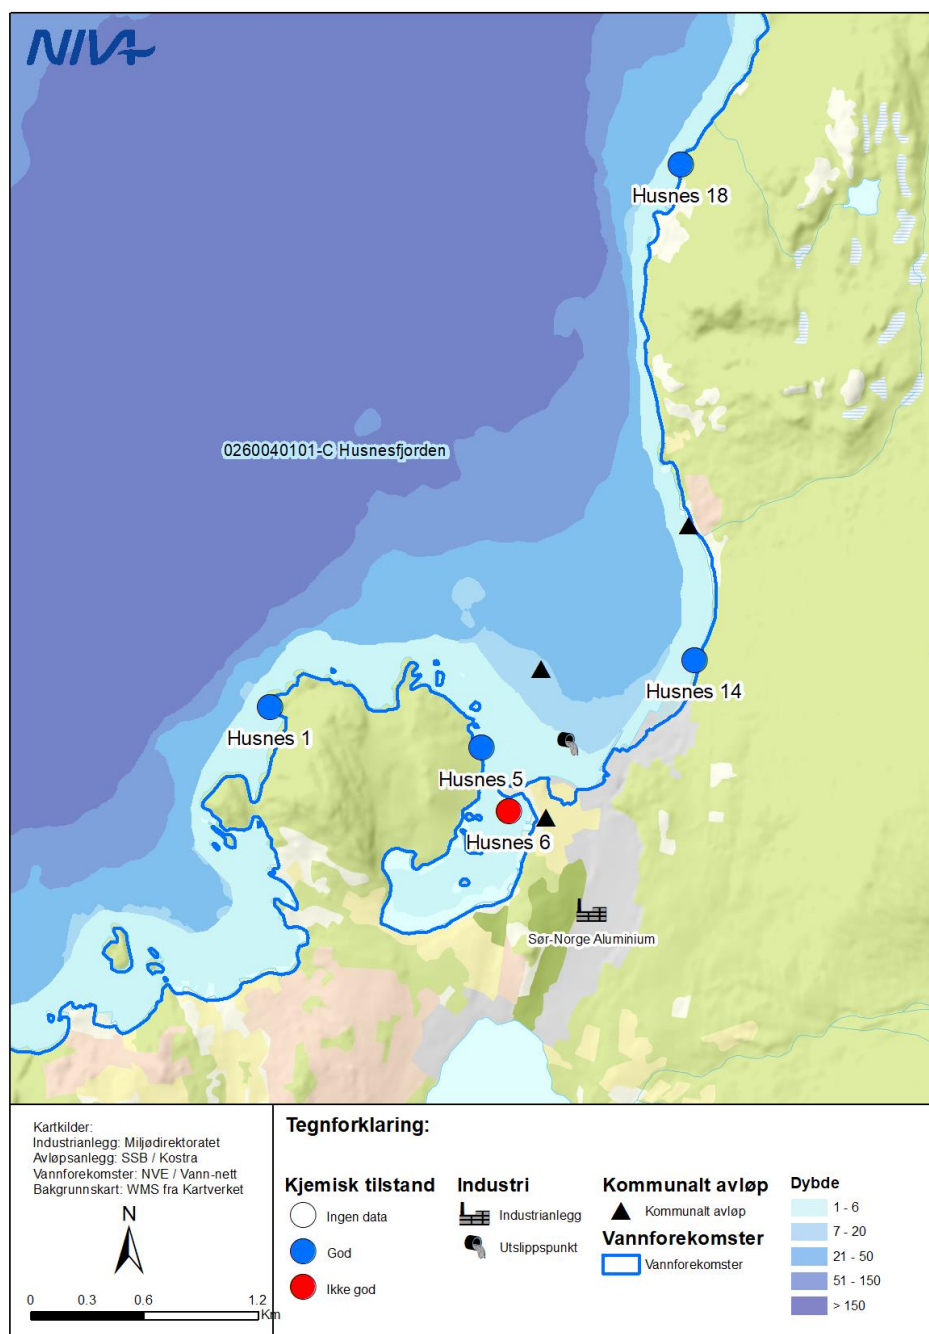 NIVA
Husnes 18
0260040101-C Husnesfjorden
Husnes 14
Husnes 1
Husnes 5
Husnes 6
Sør-Norge Aluminium
Kartkilder:
Industrianlegg: Miljødirektoratet
Avløpsanlegg: SSB / Kostra
Vannforekomster: NVE / Vann-nett
Bakgrunnskart: WMS fra Kartverket
N
0 0.3 0.6 1.2
Km
Tegnforklaring:
Kjemisk tilstand
Ingen data
God
Ikke god
Industri
Industrianlegg
Utslippspunkt
Kommunalt avløp
Kommunalt avløp
Vannforekomster
Vannforekomster
Dybde
1 - 6
7 - 20
21 - 50
51 - 150
> 150